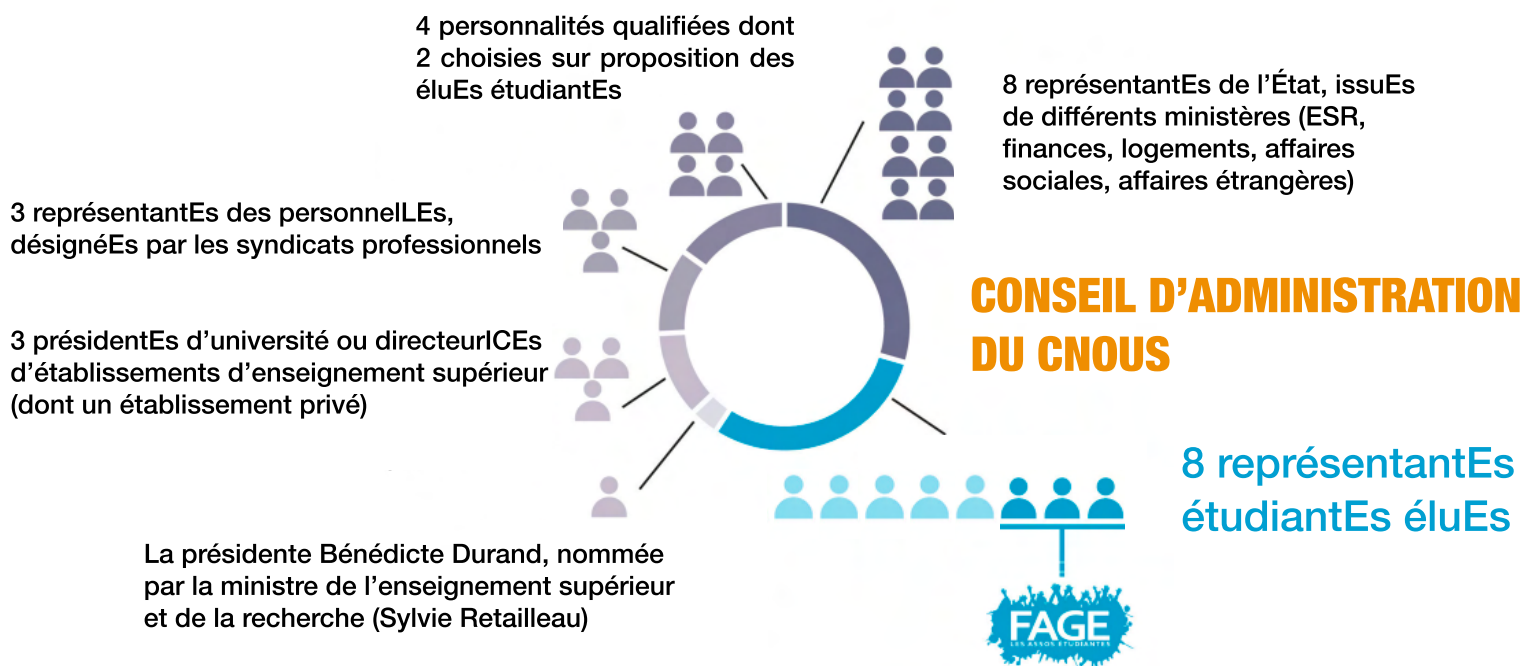 4 personnalités qualifiées dont
2 choisies sur proposition des
éluEs étudiantEs
8 représentantEs de l'État, issuEs
de différents ministères (ESR,
finances, logements, affaires
sociales, affaires étrangères)
3 représentantEs des personnelLEs,
désignéEs par les syndicats professionnels
CONSEIL D'ADMINISTRATION
DU CNOUS
3 présidentEs d'université ou directeurICEs
d'établissements d'enseignement supérieur
(dont un établissement privé)
8 représentantEs
étudiantEs éluEs
La présidente Bénédicte Durand, nommée
par la ministre de l'enseignement supérieur
et de la recherche (Sylvie Retailleau)
FAGE
LES ASSOS ÉTUDIANTES